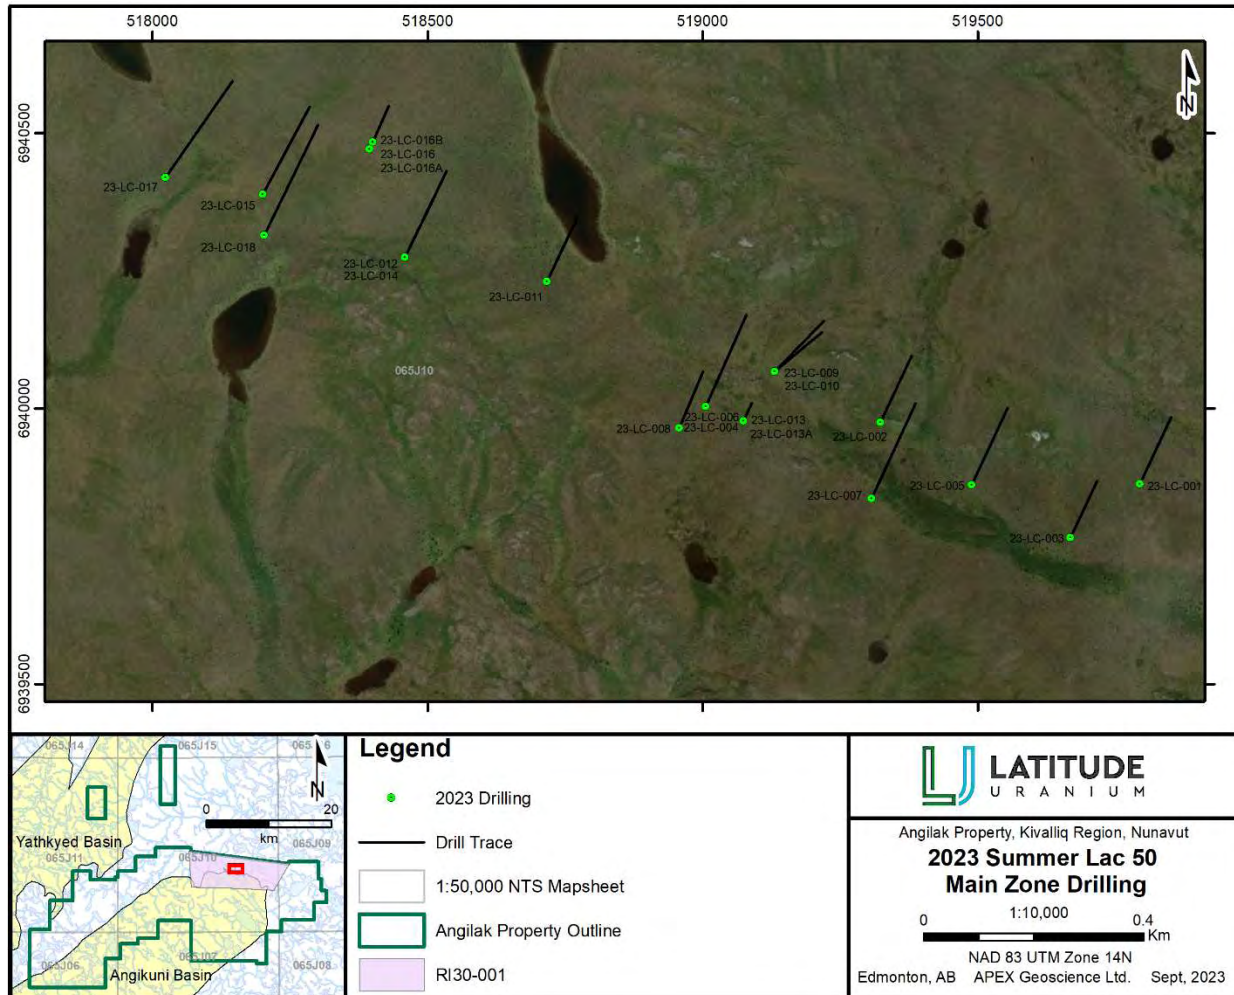 518000
518500
519000
519500
6940500
6940000
6939500
N
23-LC-017
23-LC-015
23-LC-018
23-LC-016B
23-LC-016
23-LC-016A
23-LC-012
23-LC-014
23-LC-011
065J10
23-LC-009
23-LC-010
23-LC-006
23-LC-004
23-LC-008
23-LC-013
23-LC-013A
23-LC-002
23-LC-007
23-LC-005
23-LC-003
23-LC-001
065J14
065J15
N
0
20
km
Yathkyed Basin
065J11
065J10
065J09
065J06
065J07
065J08
Angikuni Basin
Legend
2023 Drilling
Drill Trace
1:50,000 NTS Mapsheet
Angilak Property Outline
RI30-001
LATITUDE
URANIUM
Angilak Property, Kivalliq Region, Nunavut
2023 Summer Lac 50
Main Zone Drilling
1:10,000
0
0.4
Km
NAD 83 UTM Zone 14N
Edmonton, AB APEX Geoscience Ltd. Sept, 2023